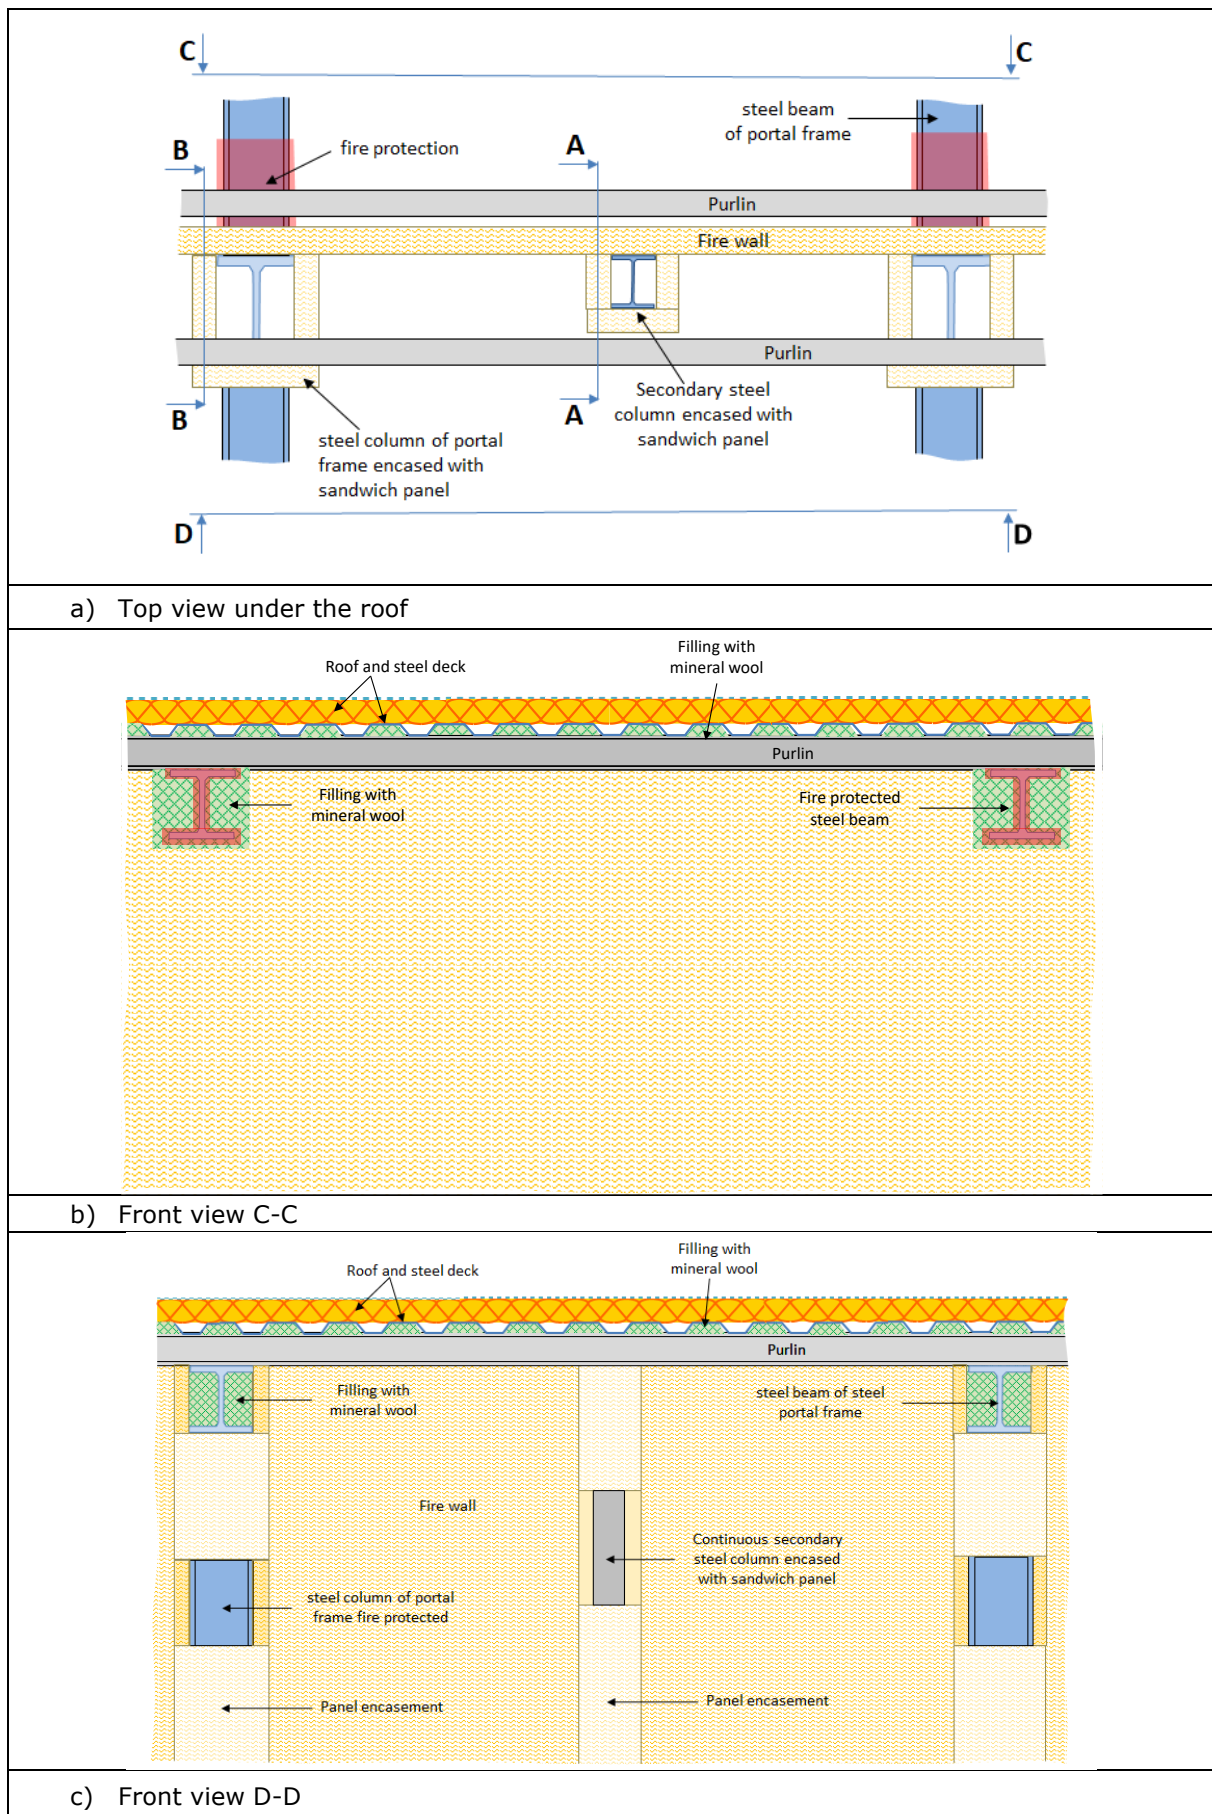 C
C
steel beam
of portal frame
B
fire protection
A
Purlin
Fire wall
Purlin
B
A
Secondary steel
column encased with
sandwich panel
steel column of portal
frame encased with
sandwich panel
D
D
a) Top view under the roof
Filling with
mineral wool
Roof and steel deck
Purlin
Filling with
mineral wool
Fire protected
steel beam
b) Front view C-C
Filling with
mineral wool
Roof and steel deck
Purlin
Filling with
mineral wool
steel beam of steel
portal frame
Fire wall
Continuous secondary
steel column encased
with sandwich panel
steel column of portal
frame fire protected
Panel encasement
Panel encasement
c) Front view D-D